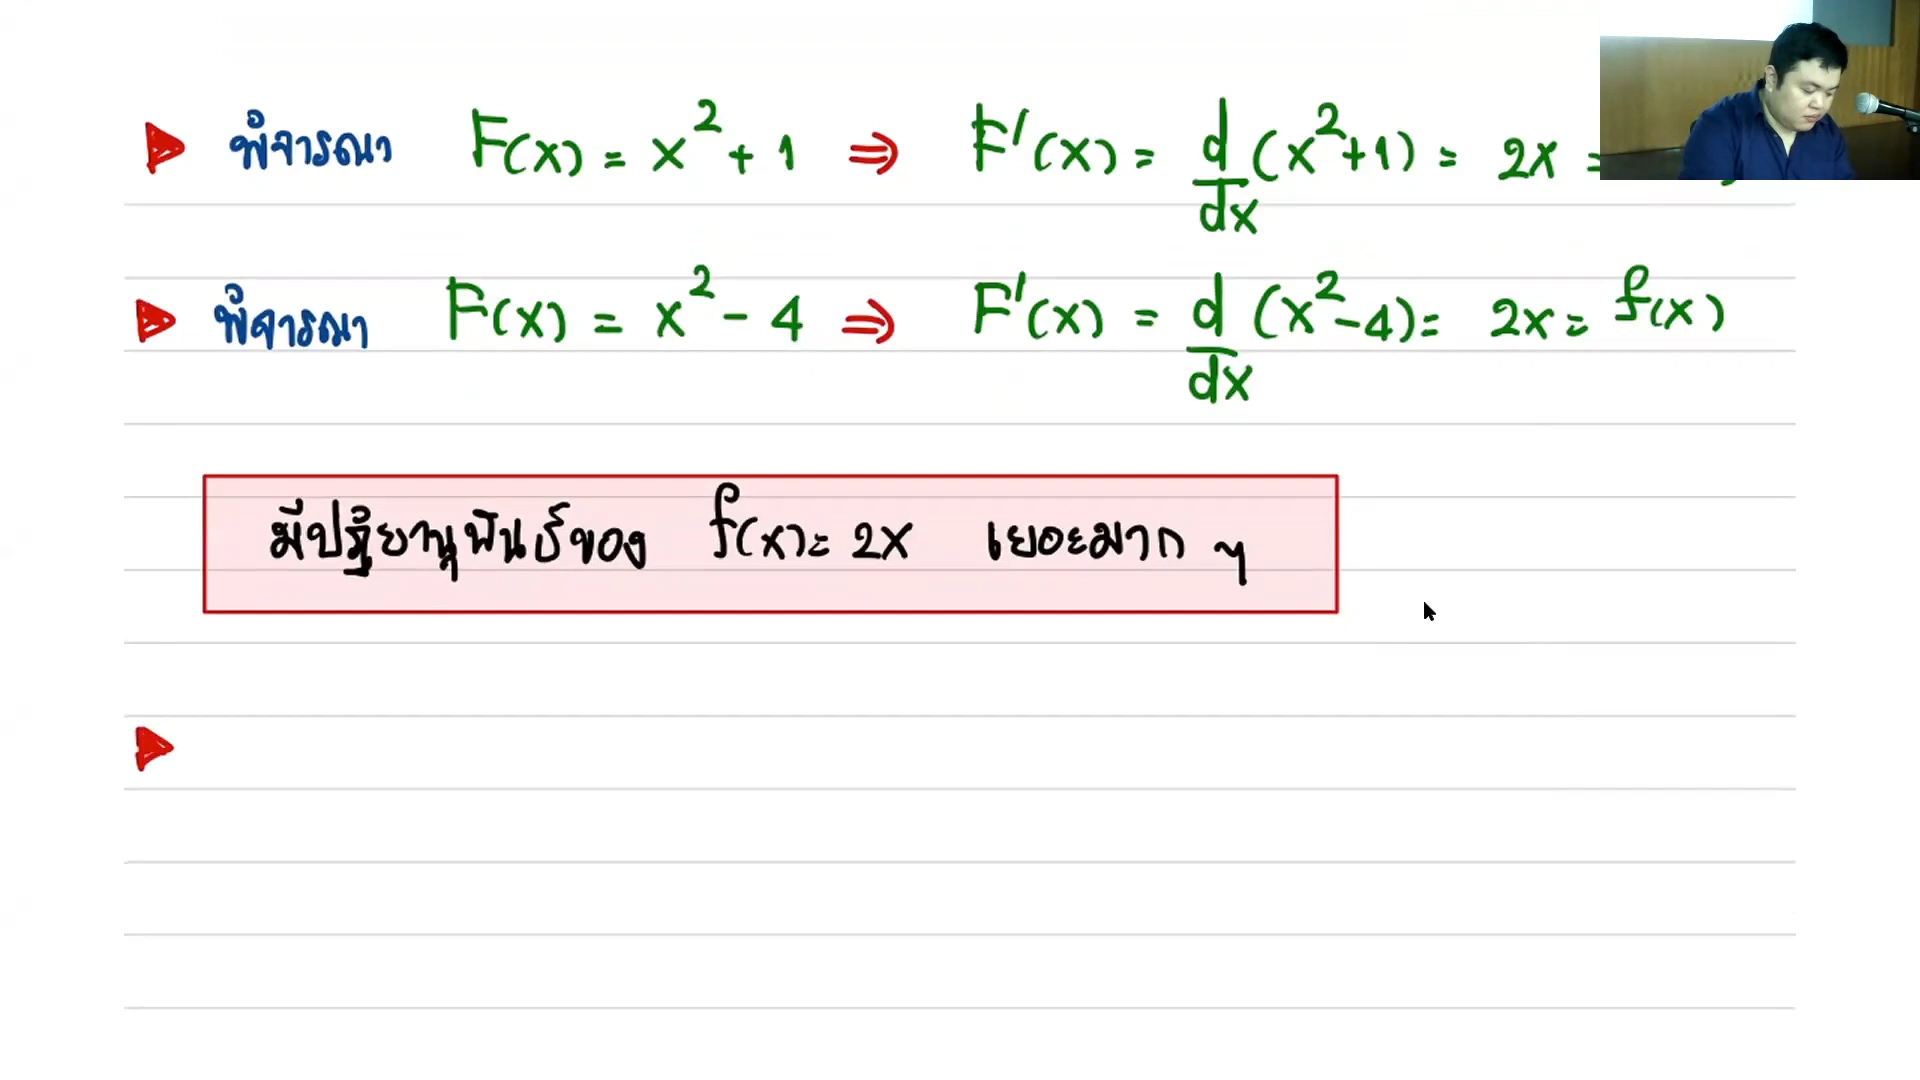 พิจารณา F(x) = x² + 1 ⇒ F'(x) = d/dx (x²+1) = 2x =
พิจารณา F(x) = x² - 4 ⇒ F'(x) = d/dx (x²-4) = 2x = f(x)
มีปฏิยานุพันธ์ของ f(x) = 2x เยอะมาก ๆ